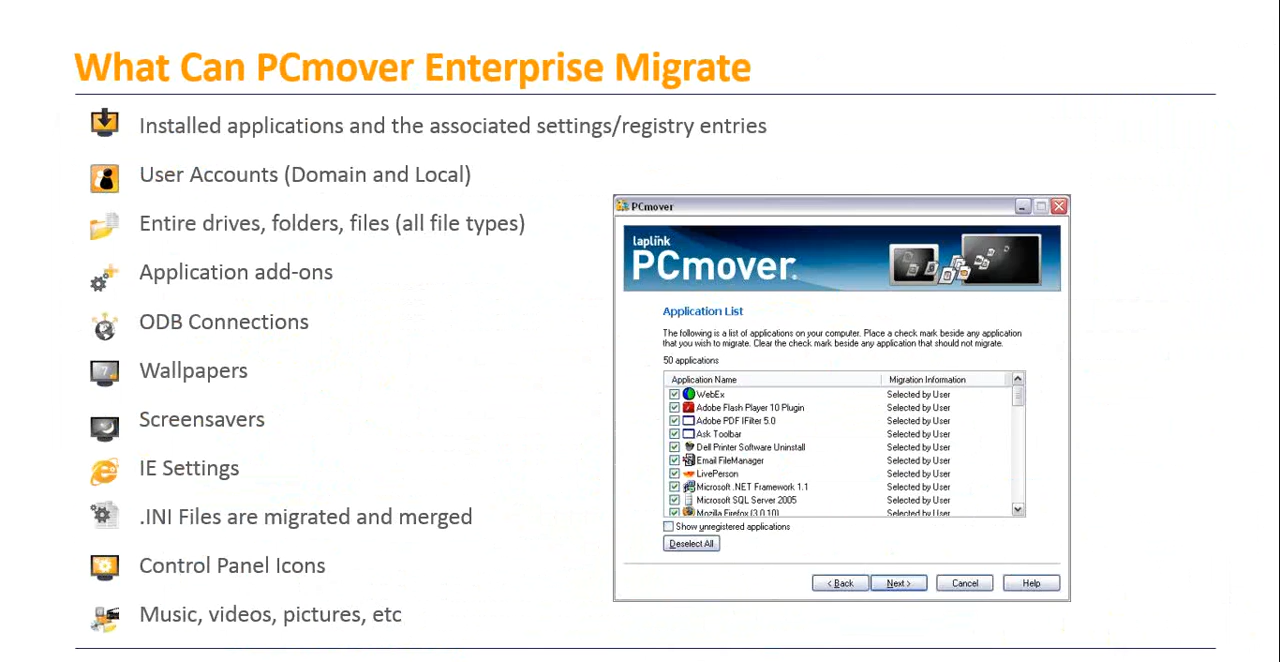 What Can PCmover Enterprise Migrate
Installed applications and the associated settings/registry entries
User Accounts (Domain and Local)
Entire drives, folders, files (all file types)
Application add-ons
ODB Connections
Wallpapers
Screensavers
IE Settings
.INI Files are migrated and merged
Control Panel Icons
Music, videos, pictures, etc
PCmover
laplink
PCmover.
Application List
The following is a list of applications on your computer. Place a check mark beside any application
that you wish to migrate. Clear the check mark beside any application that should not migrate.
50 applications
Application Name Migration Information
WebEx Selected by User
Adobe Flash Player 10 Plugin Selected by User
Adobe PDF IFilter 5.0 Selected by User
Ask Toolbar Selected by User
Dell Printer Software Uninstall Selected by User
Email FileManager Selected by User
LivePerson Selected by User
Microsoft .NET Framework 1.1 Selected by User
Microsoft SQL Server 2005 Selected by User
Mozilla Firefox (3.0.10) Selected by User
Show unregistered applications
Deselect All
< Back Next > Cancel Help